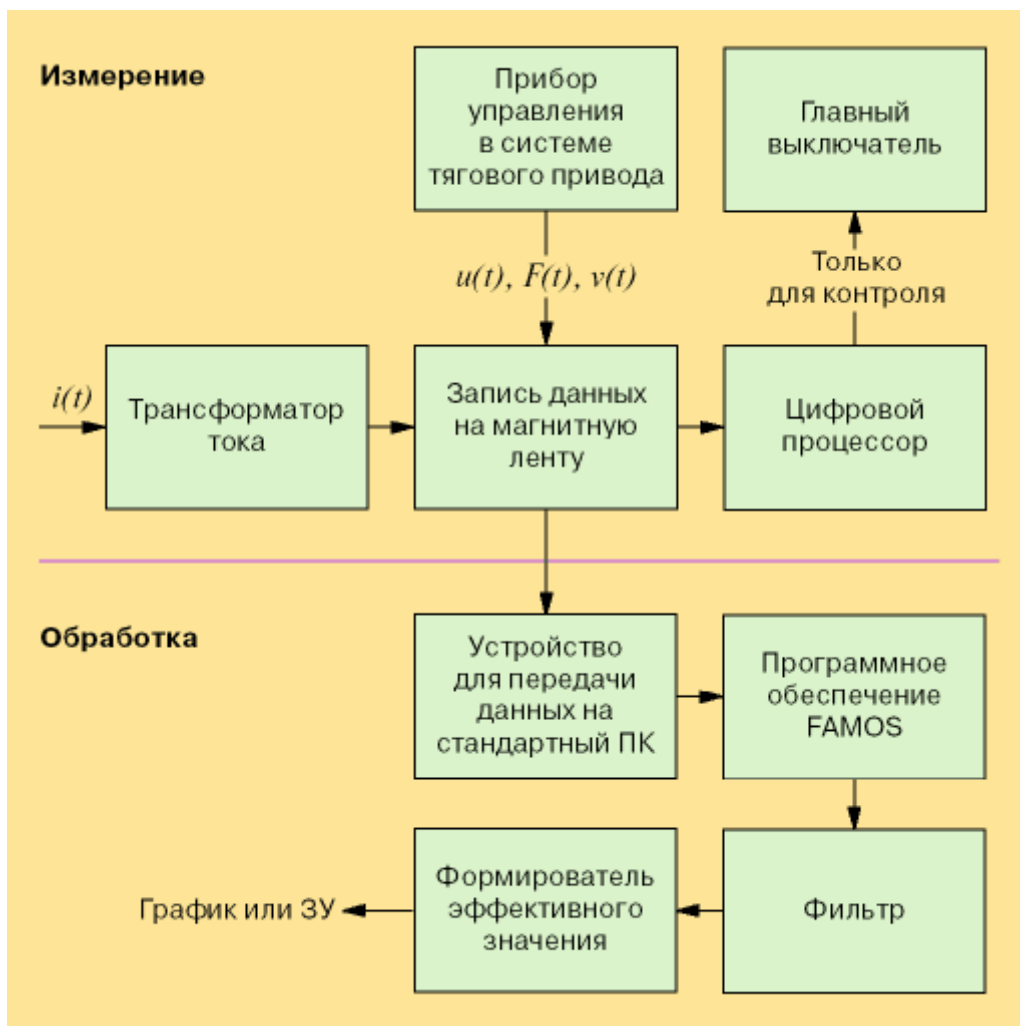 Измерение
Прибор
управления
в системе
тягового привода
Главный
выключатель
u(t), F(t), v(t)
Только
для контроля
i(t)
Трансформатор
тока
Запись данных
на магнитную
ленту
Цифровой
процессор
Обработка
Устройство
для передачи
данных на
стандартный ПК
Программное
обеспечение
FAMOS
График или ЗУ
Формирователь
эффективного
значения
Фильтр